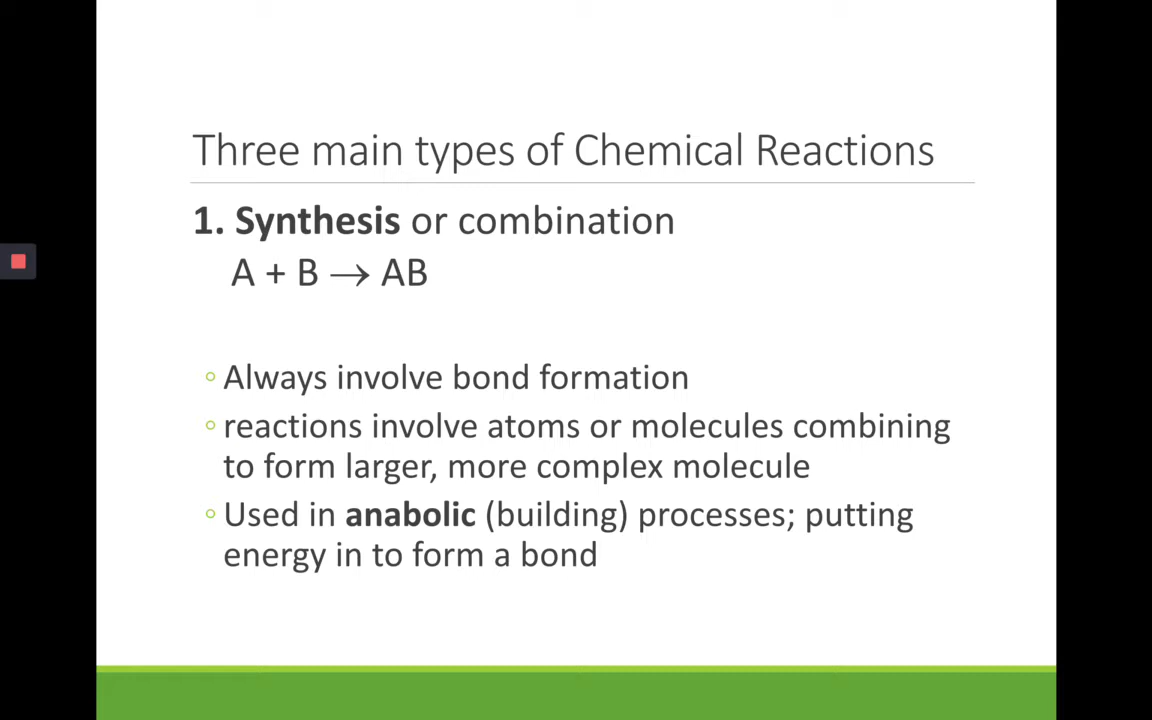 Three main types of Chemical Reactions
1. Synthesis or combination
A + B → AB
◦ Always involve bond formation
◦ reactions involve atoms or molecules combining
to form larger, more complex molecule
◦ Used in anabolic (building) processes; putting
energy in to form a bond